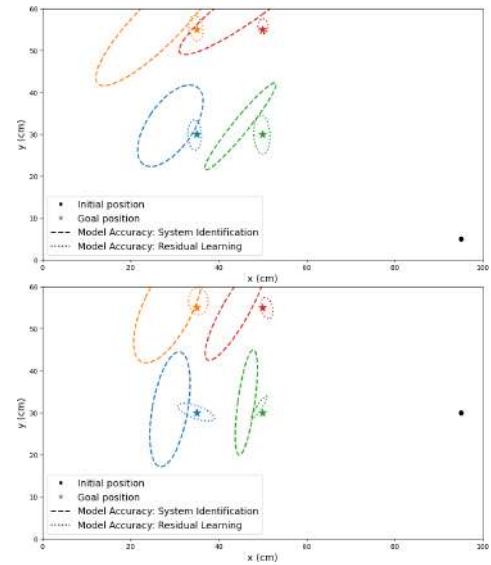 60
50
40
30
20
10
0
y (cm)
Initial position
Goal position
Model Accuracy: System Identification
Model Accuracy: Residual Learning
0
20
40
60
80
100
x (cm)
60
50
40
30
20
10
0
y (cm)
Initial position
Goal position
Model Accuracy: System Identification
Model Accuracy: Residual Learning
0
20
40
60
80
100
x (cm)